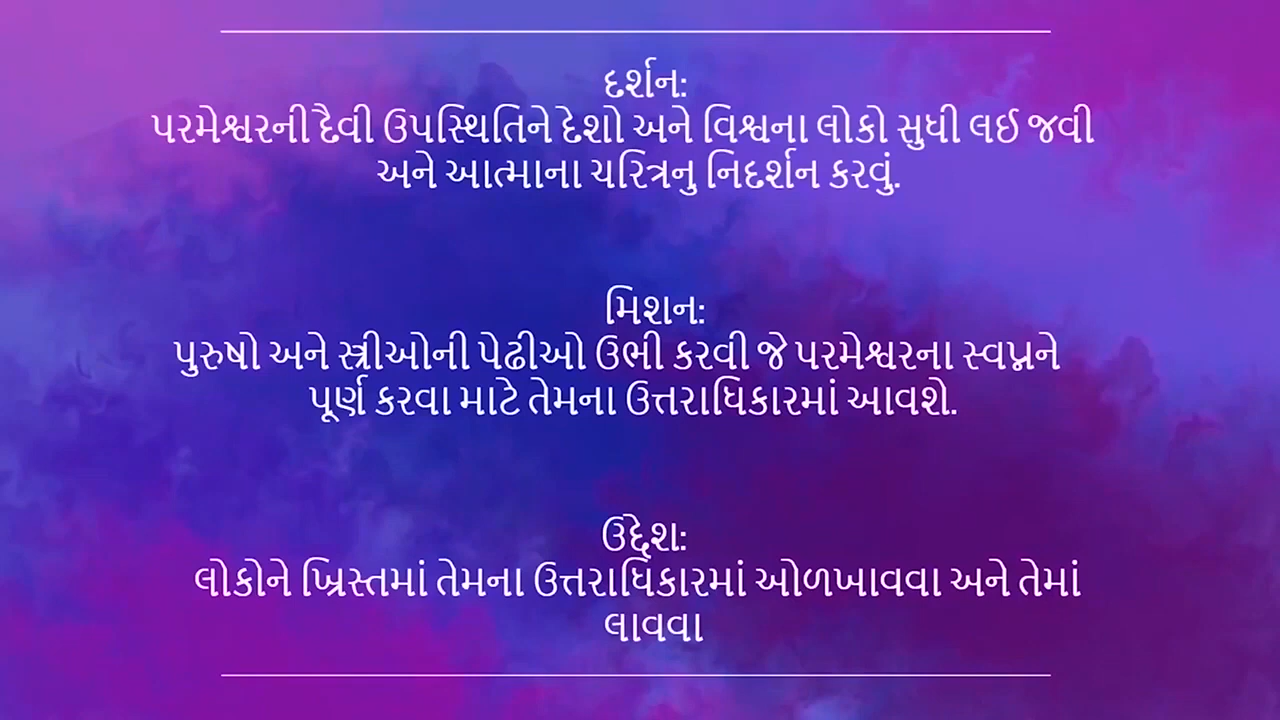 દર્શન:
પરમેશ્વરની દૈવી ઉપસ્થિતિને દેશો અને વિશ્વના લોકો સુધી લઈ જવી
અને આત્માના ચરિત્રનુ નિદર્શન કરવું.
મિશન:
પુરુષો અને સ્ત્રીઓની પેઢીઓ ઉભી કરવી જે પરમેશ્વરના સ્વપ્નને
પૂર્ણ કરવા માટે તેમના ઉત્તરાધિકારમાં આવશે.
ઉદ્દેશ:
લોકોને ખ્રિસ્તમાં તેમના ઉત્તરાધિકારમાં ઓળખાવવા અને તેમાં
લાવવા